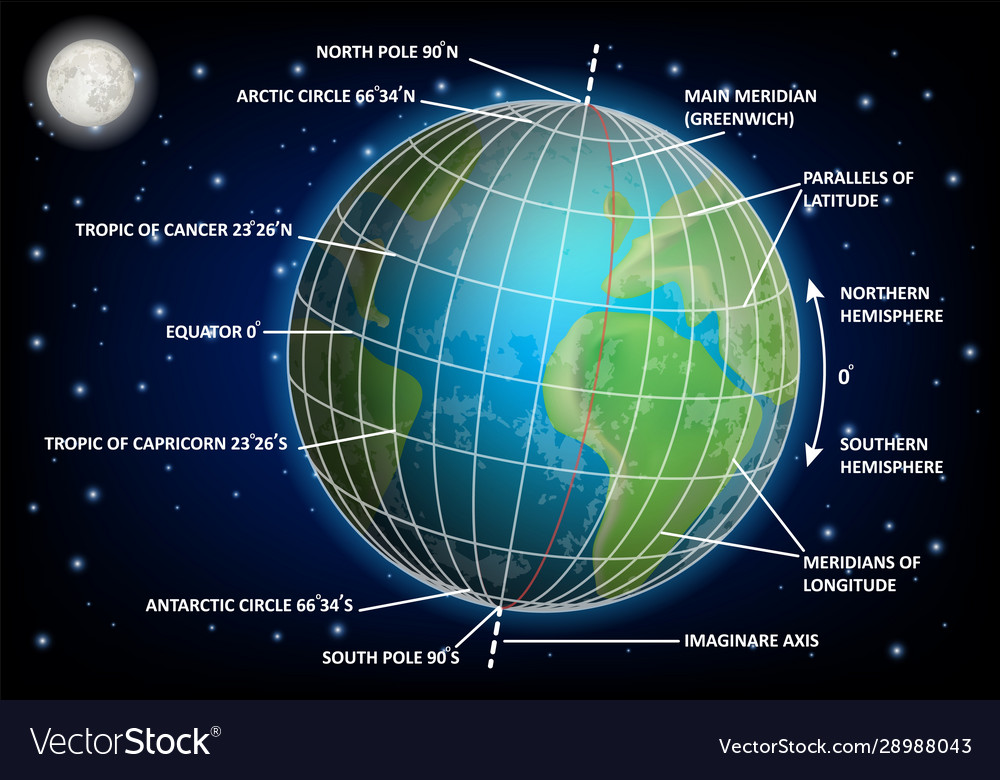 NORTH POLE 90°N
ARCTIC CIRCLE 66°34'N
MAIN MERIDIAN
(GREENWICH)
PARALLELS OF
LATITUDE
TROPIC OF CANCER 23°26'N
NORTHERN
HEMISPHERE
EQUATOR 0°
0°
TROPIC OF CAPRICORN 23°26'S
SOUTHERN
HEMISPHERE
MERIDIANS OF
LONGITUDE
ANTARCTIC CIRCLE 66°34'S
IMAGINARE AXIS
SOUTH POLE 90°S
VectorStock®
VectorStock.com/28988043